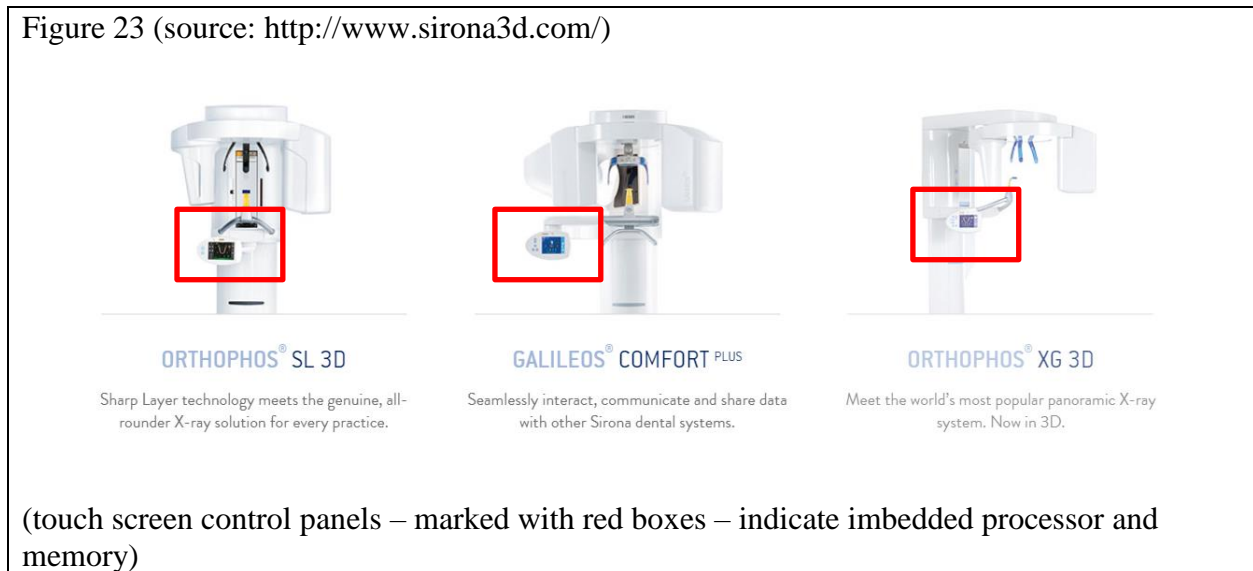 Figure 23 (source: http://www.sirona3d.com/)
ORTHOPHOS® SL 3D
Sharp Layer technology meets the genuine, all-
rounder X-ray solution for every practice.
GALILEOS® COMFORT PLUS
Seamlessly interact, communicate and share data
with other Sirona dental systems.
ORTHOPHOS® XG 3D
Meet the world's most popular panoramic X-ray
system. Now in 3D.
(touch screen control panels – marked with red boxes – indicate imbedded processor and
memory)